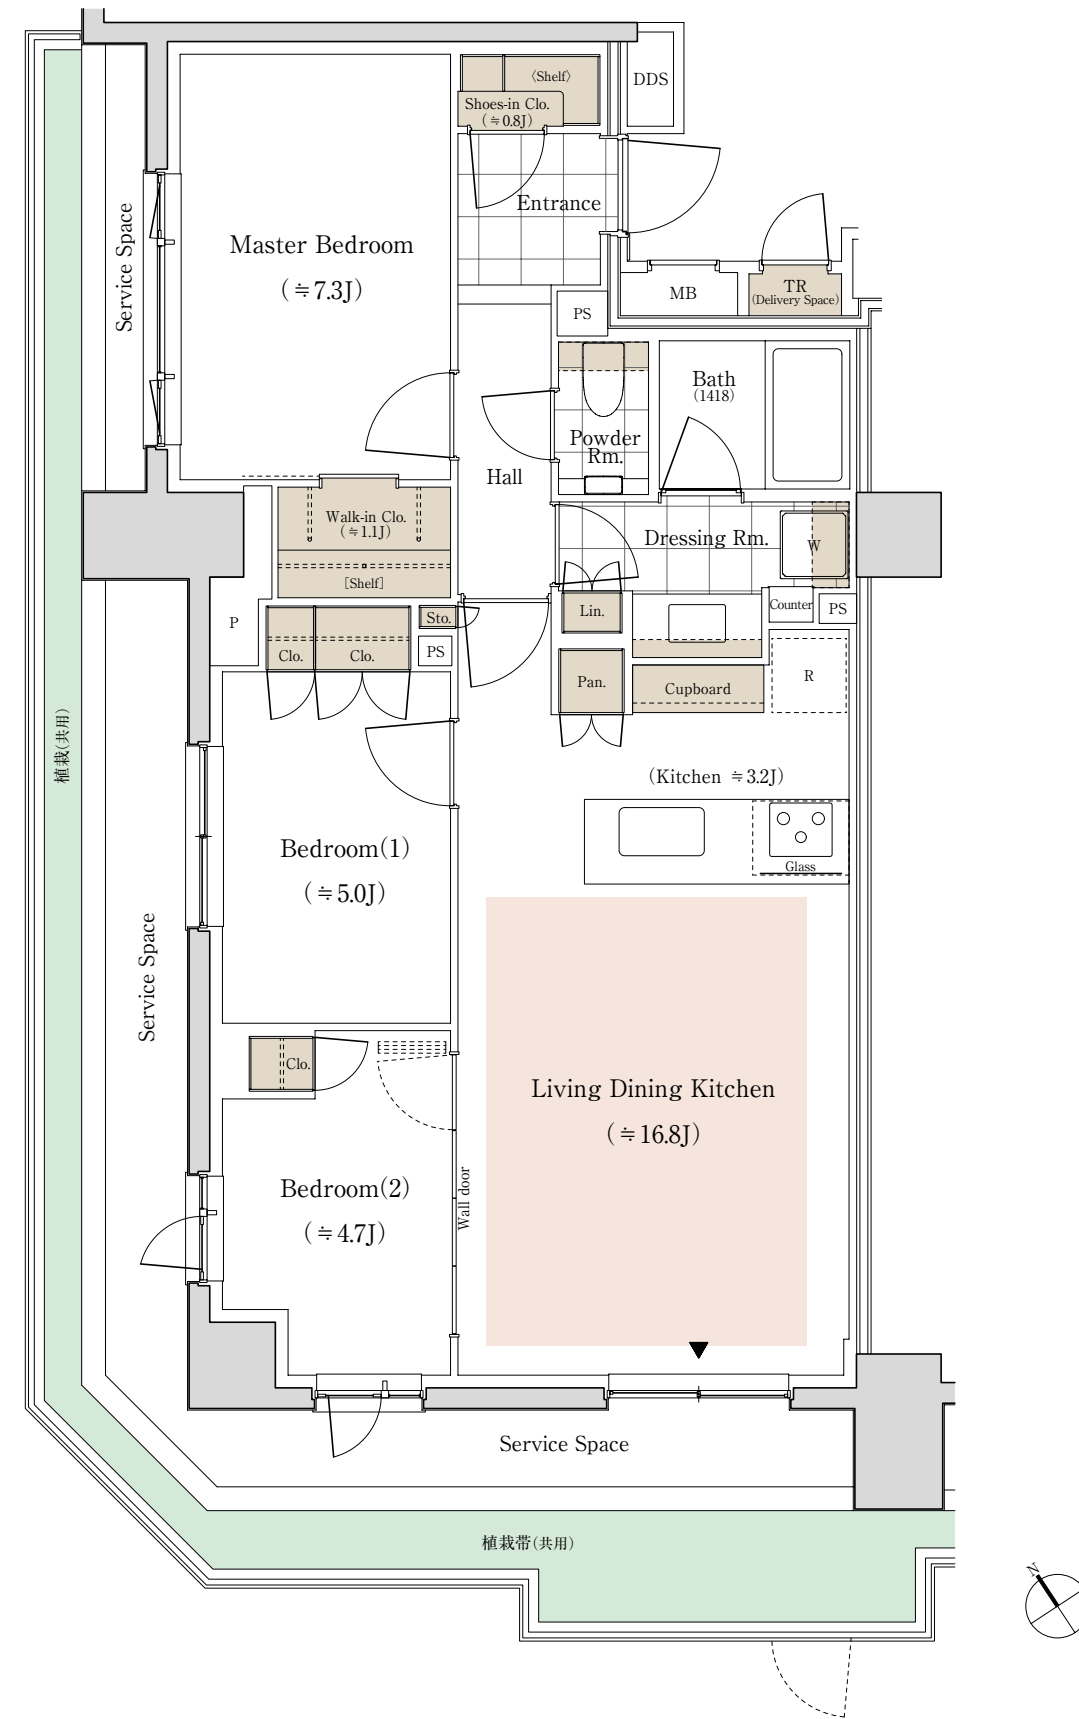 〈Shelf〉
DDS
Shoes-in Clo.
(≒0.8J)
Entrance
Service Space
Master Bedroom
(≒7.3J)
MB
TR
(Delivery Space)
PS
Bath
(1418)
Powder
Rm.
Hall
Walk-in Clo.
(≒1.1J)
[Shelf]
Dressing Rm.
W
Lin.
Counter
PS
P
Sto.
Clo.
Clo.
PS
Pan.
Cupboard
R
植栽(共用)
(Kitchen ≒3.2J)
Bedroom(1)
(≒5.0J)
Glass
Service Space
Clo.
Living Dining Kitchen
(≒16.8J)
Bedroom(2)
(≒4.7J)
Wall door
Service Space
植栽帯(共用)
N